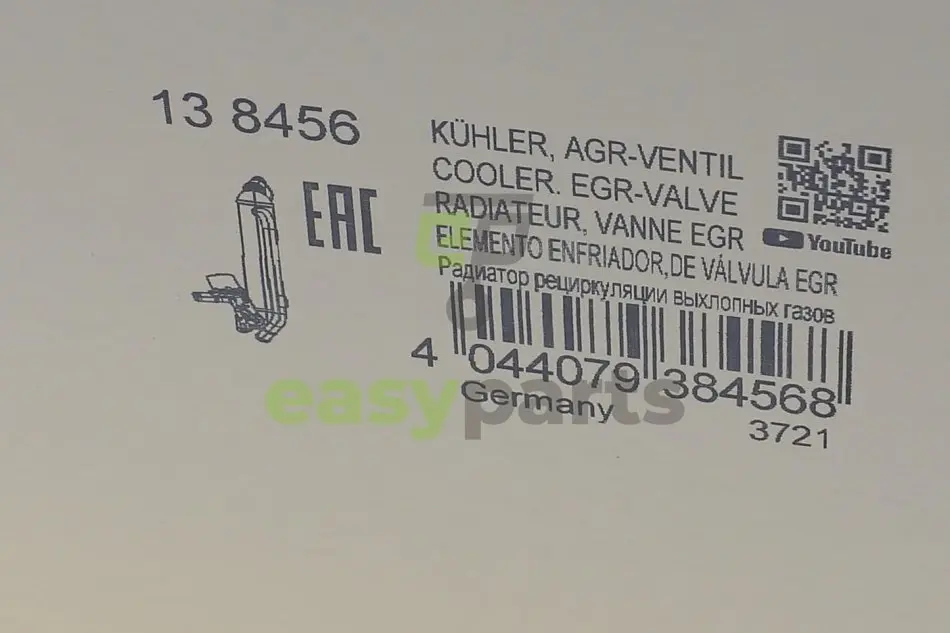 13 8456
EAC
KÜHLER, AGR-VENTIL
COOLER. EGR-VALVE
RADIATEUR, VANNE EGR
ELEMENTO ENFRIADOR,DE VÁLVULA EGR
Радиатор рециркуляции выхлопных газов
YouTube
4 044079 384568
Germany
3721
easyparts